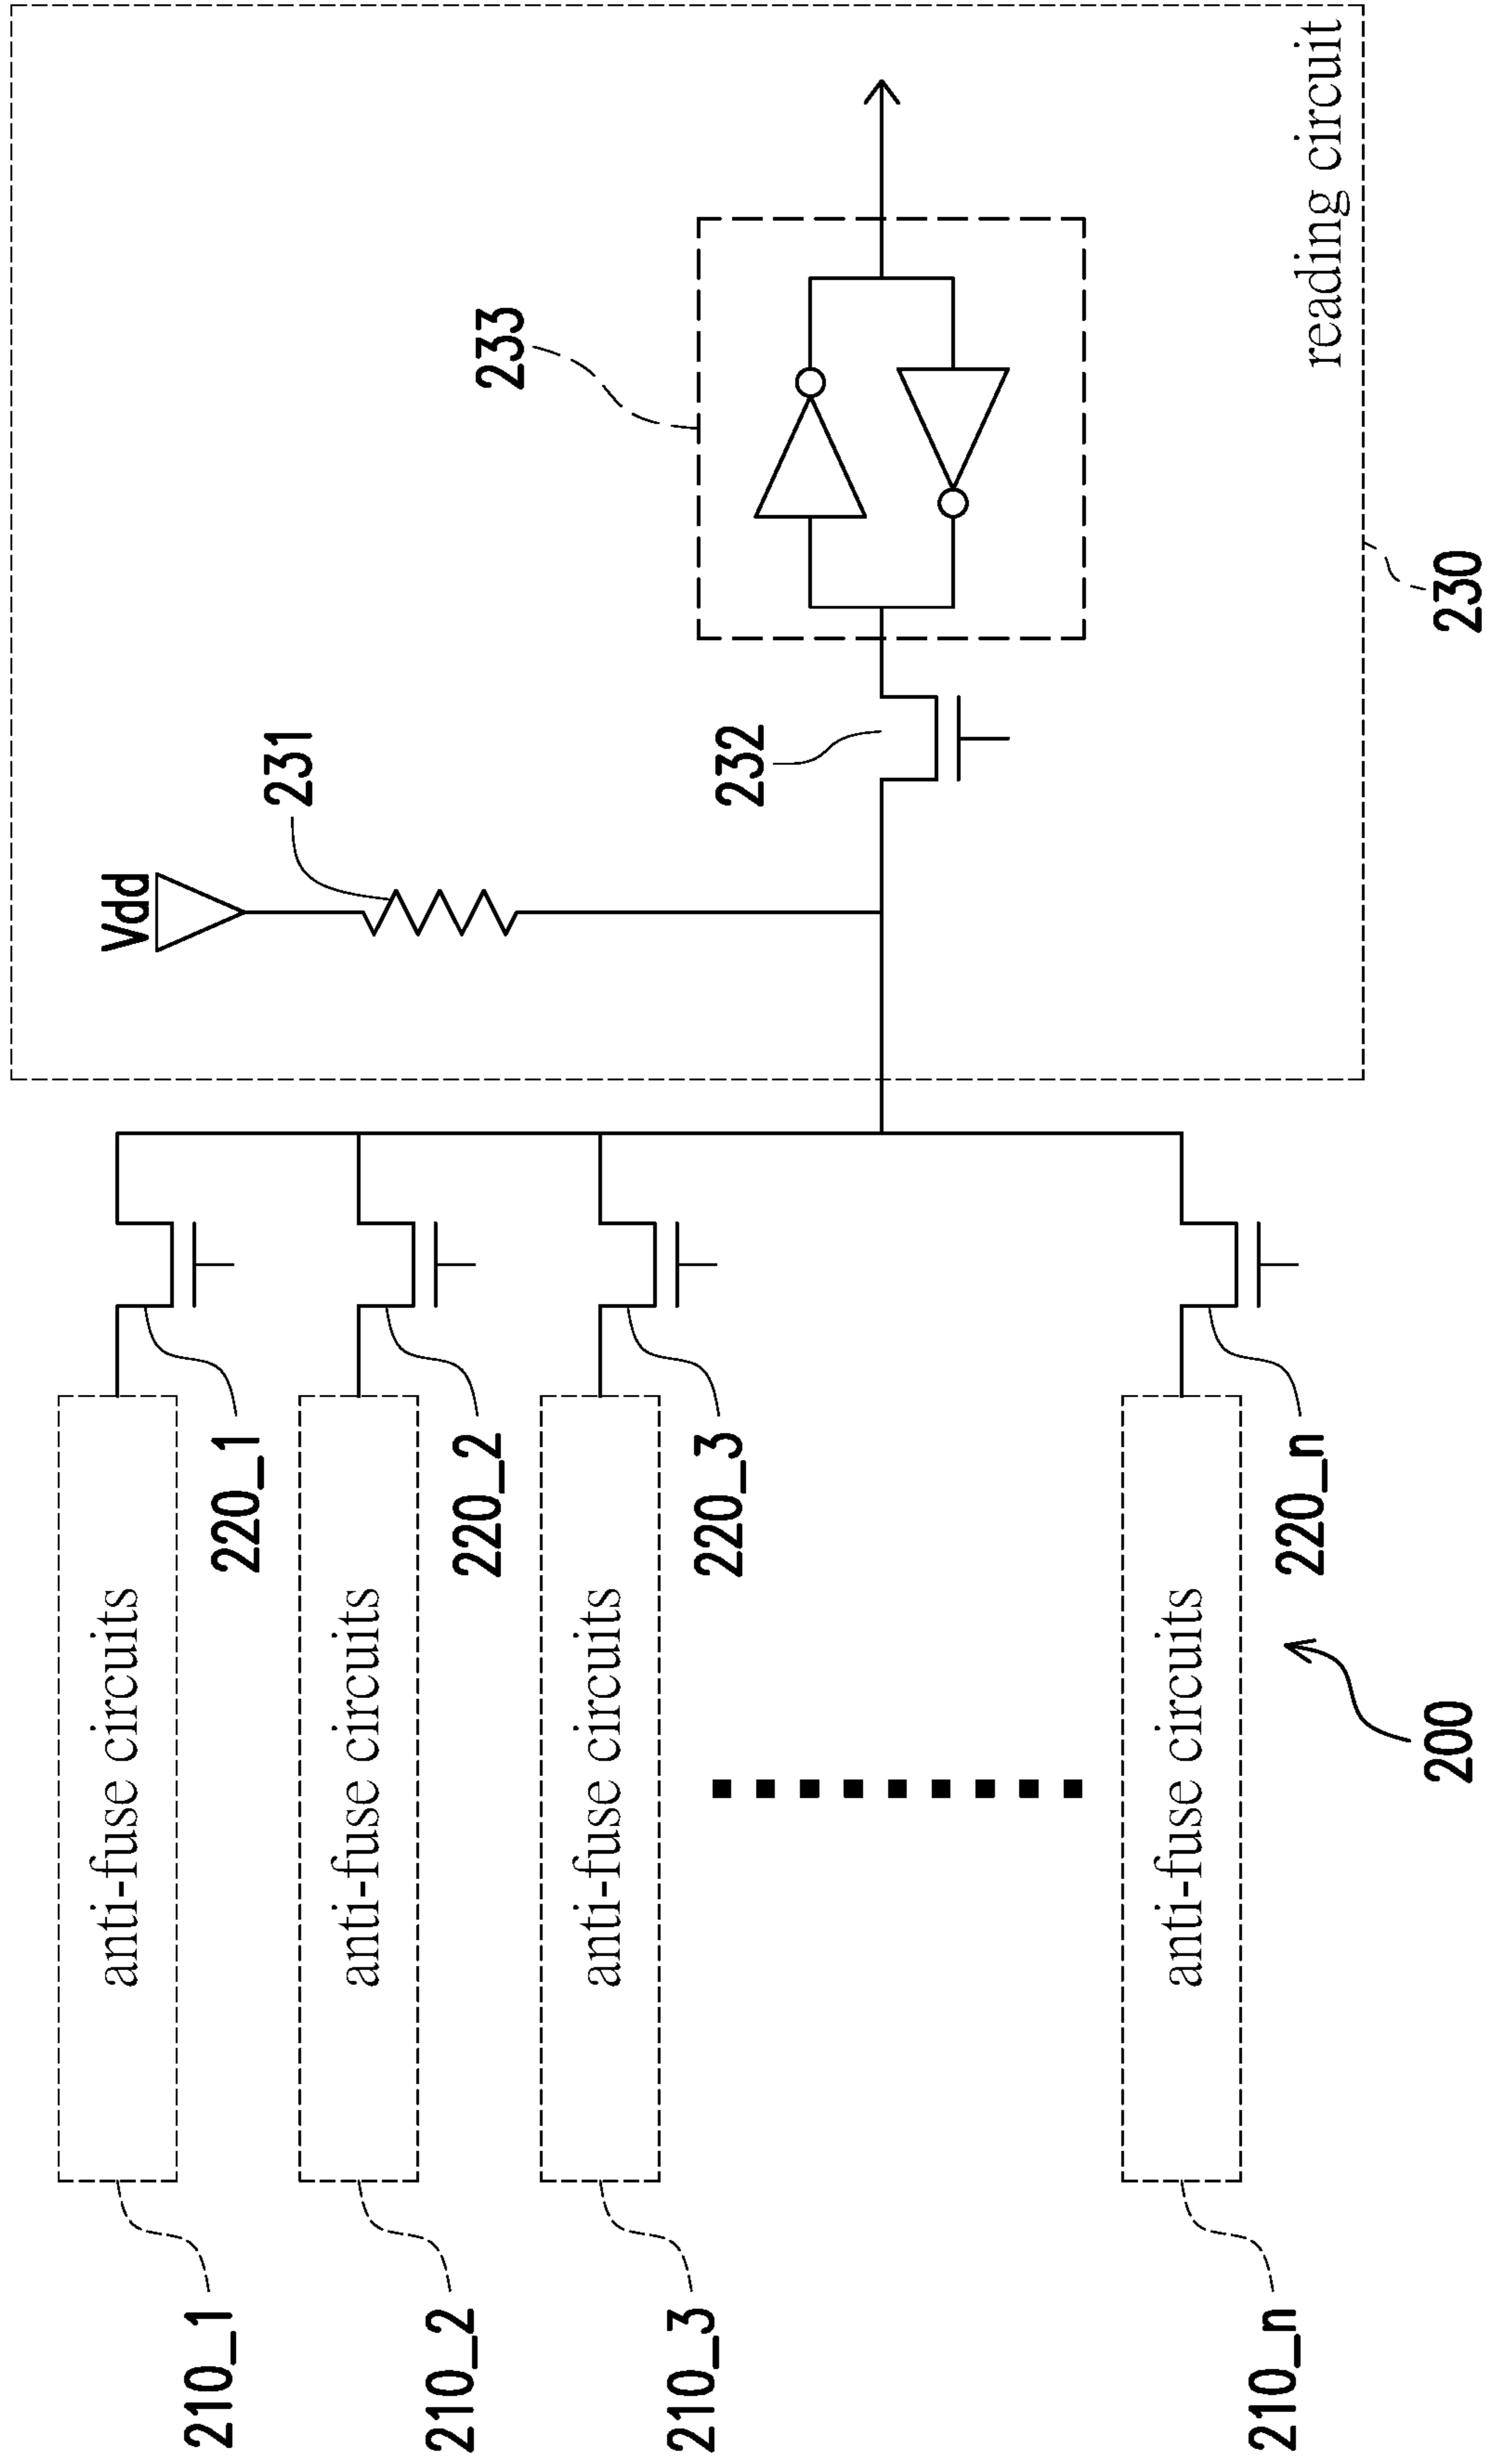 210_1
anti-fuse circuits
220_1
210_2
anti-fuse circuits
220_2
210_3
anti-fuse circuits
220_3
210_n
anti-fuse circuits
220_n
200
Vdd
231
232
233
reading circuit
230